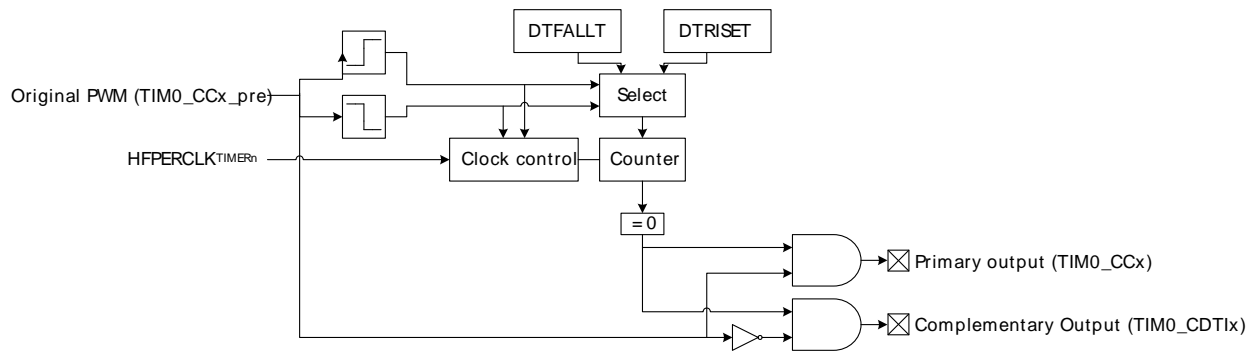 DTFALLT
DTRISET
Original PWM (TIM0_CCx_pre)
Select
HFPERCLKTIMERn
Clock control
Counter
= 0
Primary output (TIM0_CCx)
Complementary Output (TIM0_CDTIx)